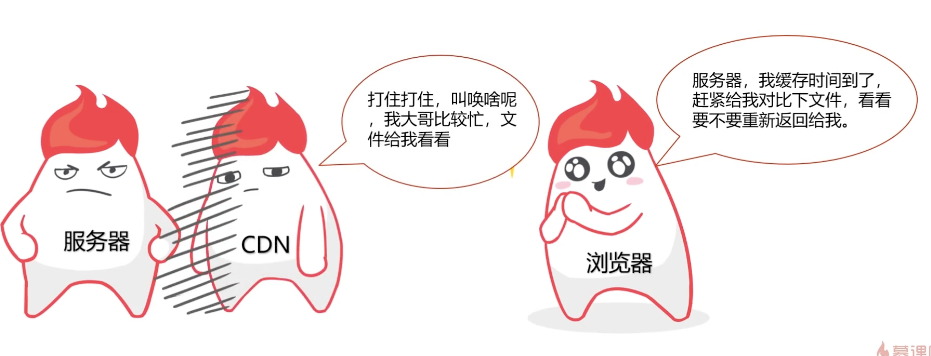 打住打住，叫唤啥呢
，我大哥比较忙，文
件给我看看
服务器，我缓存时间到了，
赶紧给我对比下文件，看看
要不要重新返回给我。
服务器
CDN
浏览器